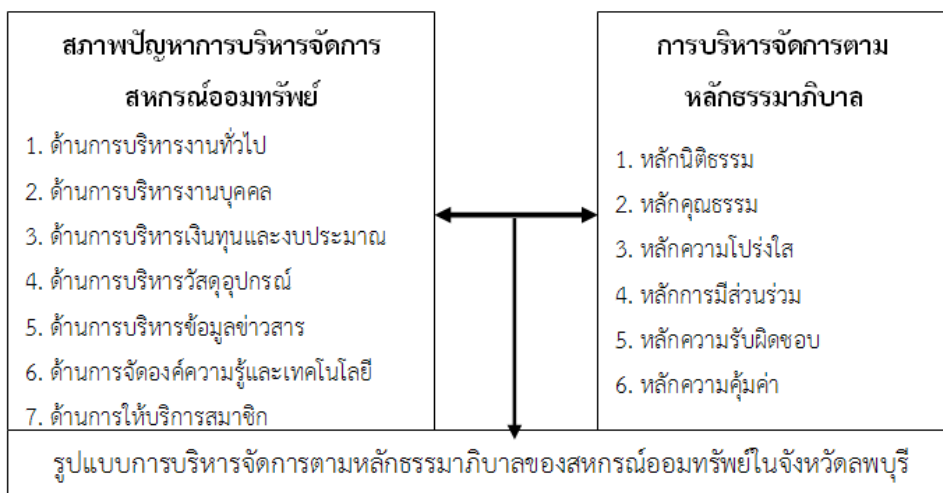 สภาพปัญหาการบริหารจัดการ
สหกรณ์ออมทรัพย์
1. ด้านการบริหารงานทั่วไป
2. ด้านการบริหารงานบุคคล
3. ด้านการบริหารเงินทุนและงบประมาณ
4. ด้านการบริหารวัสดุอุปกรณ์
5. ด้านการบริหารข้อมูลข่าวสาร
6. ด้านการจัดองค์ความรู้และเทคโนโลยี
7. ด้านการให้บริการสมาชิก
การบริหารจัดการตาม
หลักธรรมาภิบาล
1. หลักนิติธรรม
2. หลักคุณธรรม
3. หลักความโปร่งใส
4. หลักการมีส่วนร่วม
5. หลักความรับผิดชอบ
6. หลักความคุ้มค่า
รูปแบบการบริหารจัดการตามหลักธรรมาภิบาลของสหกรณ์ออมทรัพย์ในจังหวัดลพบุรี